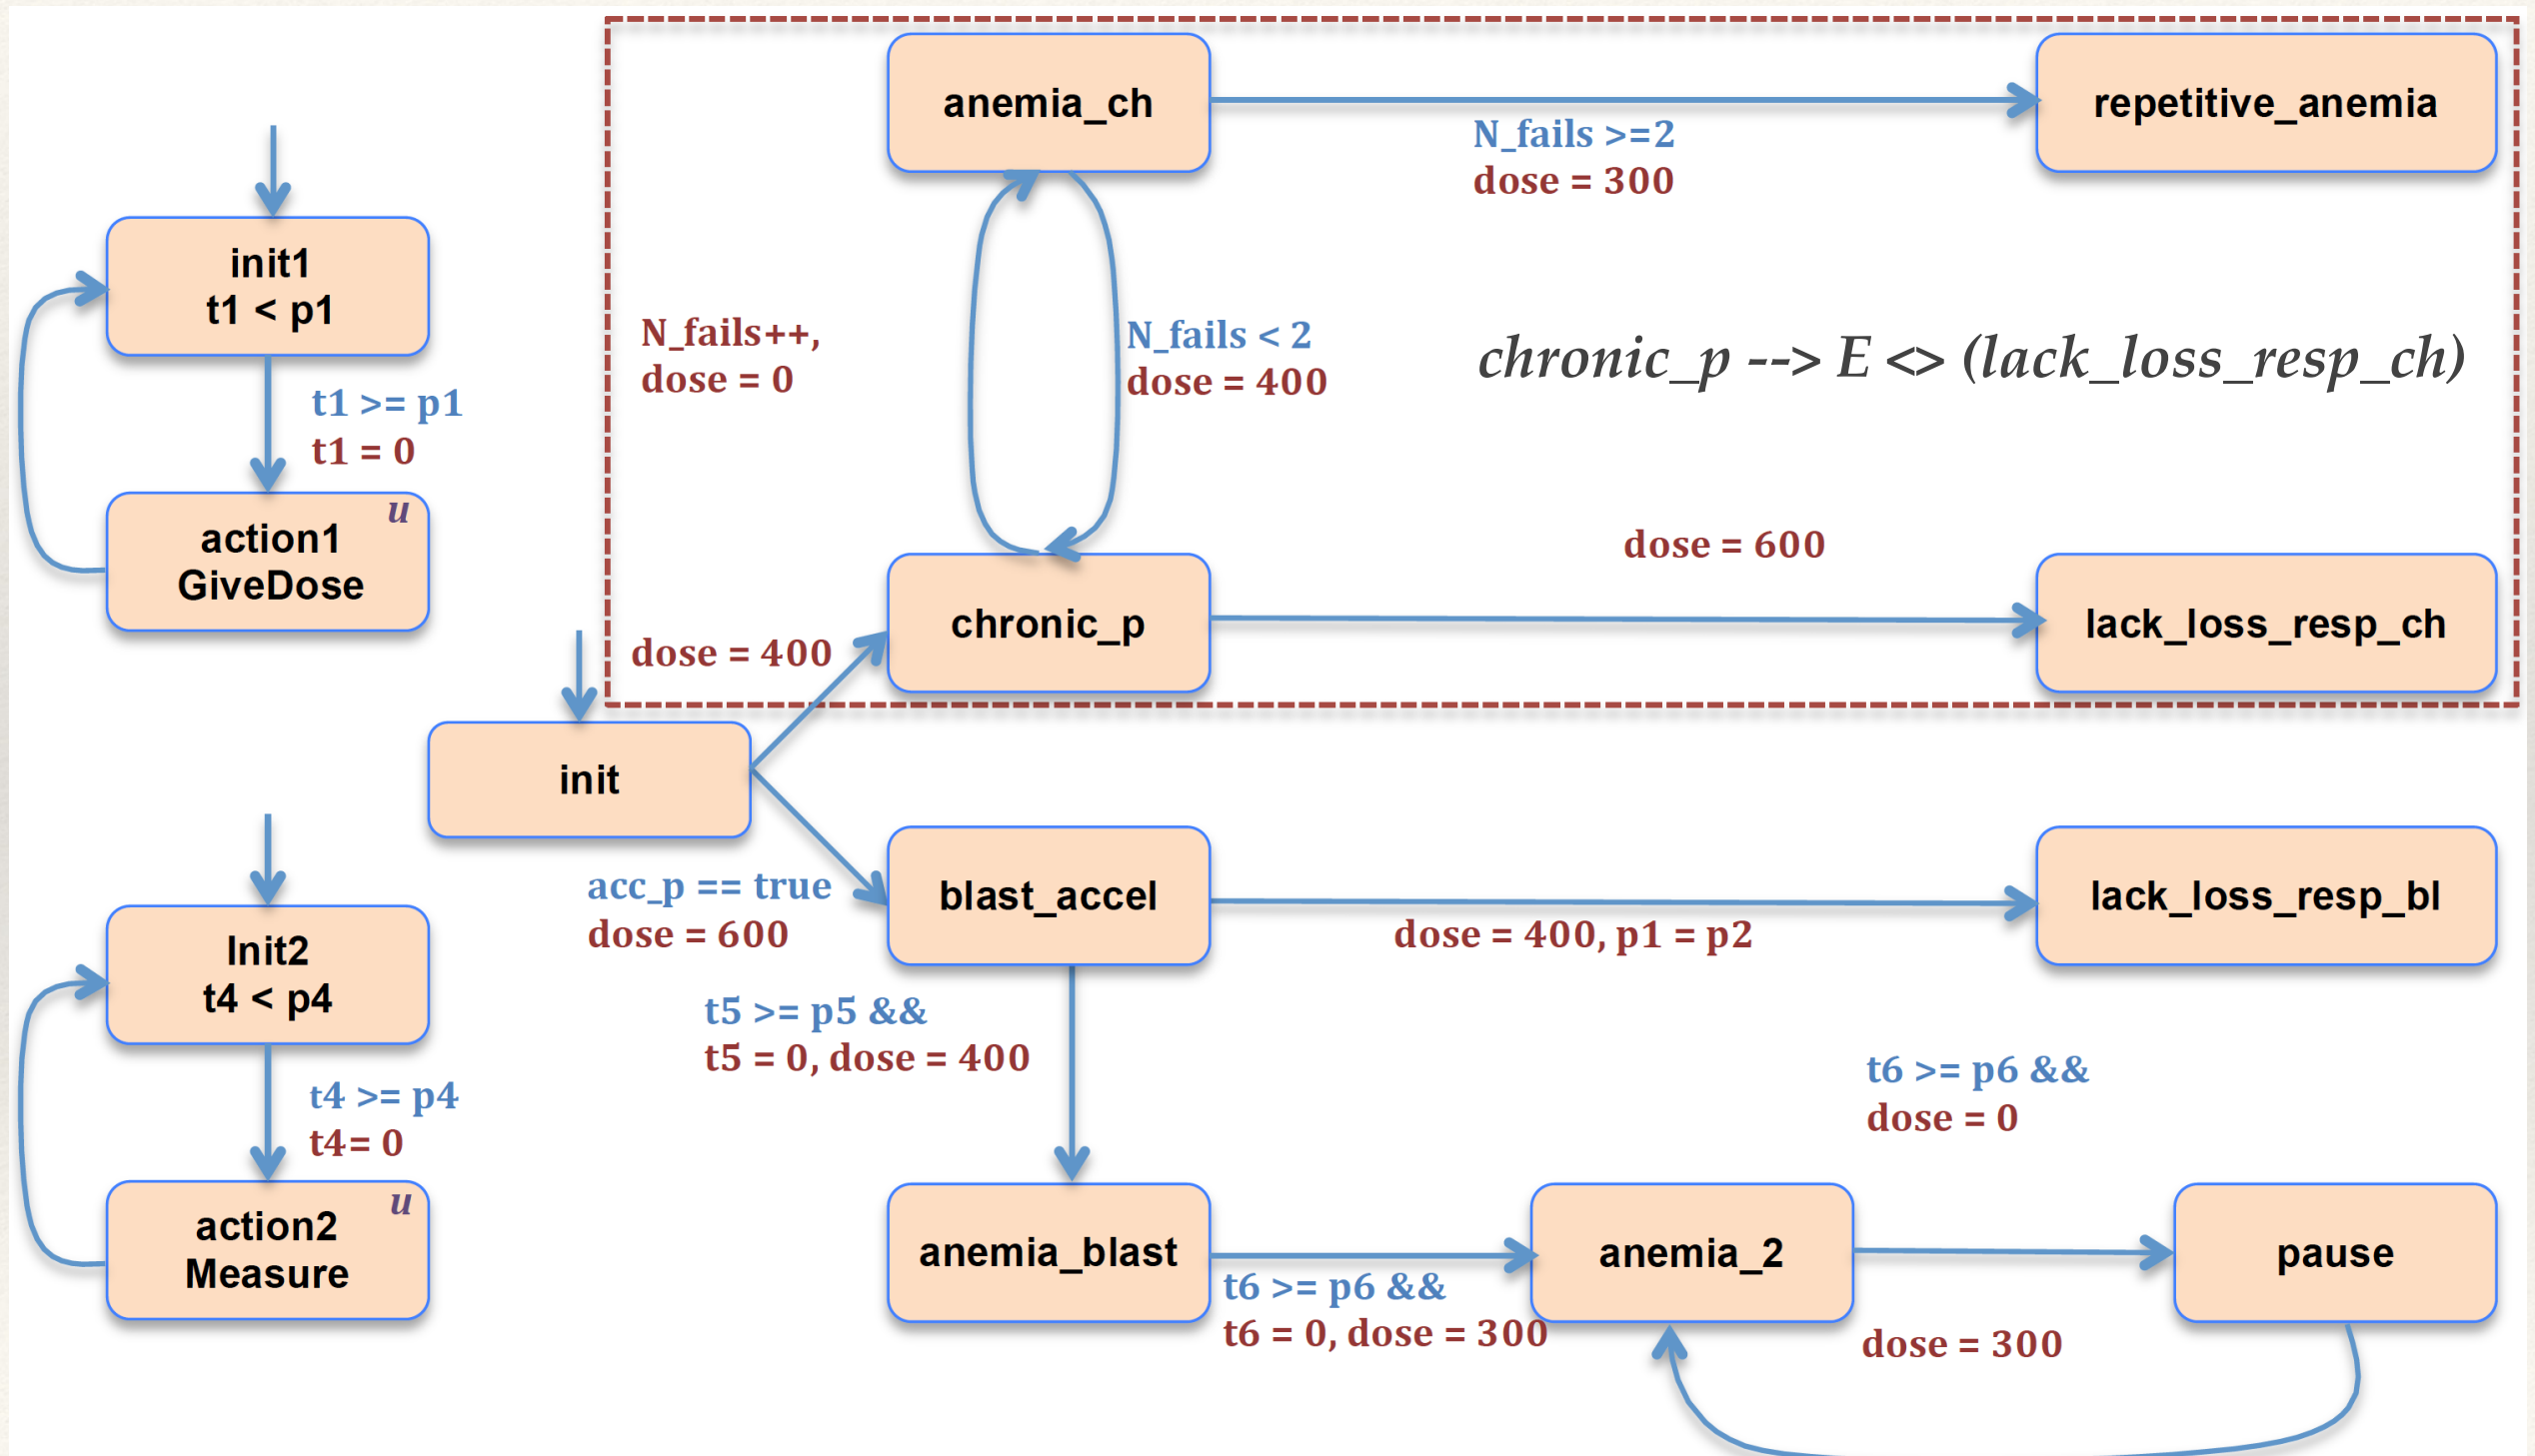 anemia_ch
repetitive_anemia
N_fails >=2
dose = 300
init1
t1 < p1
N_fails++,
dose = 0
N_fails < 2
dose = 400
chronic_p --> E <> (lack_loss_resp_ch)
t1 >= p1
t1 = 0
u
action1
GiveDose
dose = 600
chronic_p
lack_loss_resp_ch
dose = 400
init
acc_p == true
dose = 600
blast_accel
lack_loss_resp_bl
dose = 400, p1 = p2
Init2
t4 < p4
t5 >= p5 &&
t5 = 0, dose = 400
t4 >= p4
t4= 0
t6 >= p6 &&
dose = 0
u
action2
Measure
anemia_blast
t6 >= p6 &&
t6 = 0, dose = 300
anemia_2
pause
dose = 300